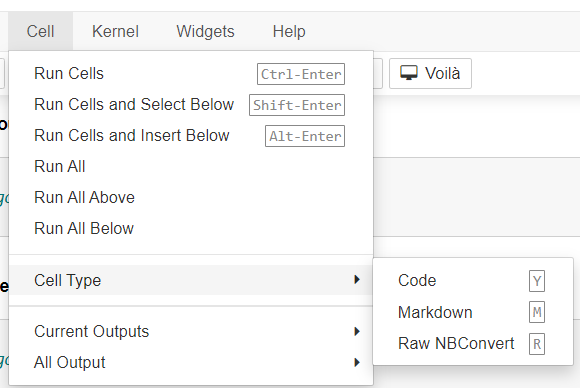 Cell Kernel Widgets Help
Run Cells Ctrl-Enter
Voilà
Run Cells and Select Below Shift-Enter
Run Cells and Insert Below Alt-Enter
Run All
Run All Above
Run All Below
Cell Type
Code Y
Markdown M
Raw NBConvert R
Current Outputs
All Output